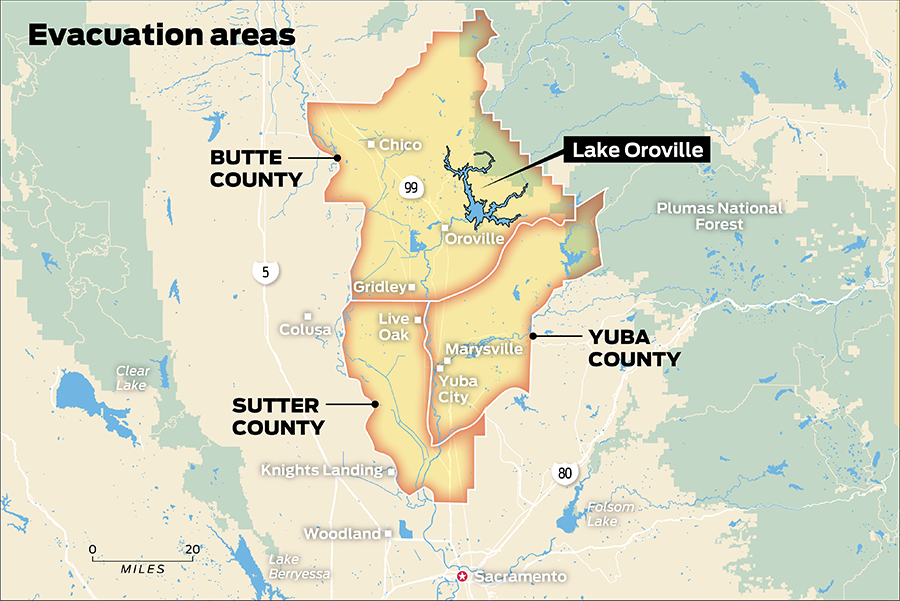 Evacuation areas
Chico
BUTTE
COUNTY
Lake Oroville
99
Plumas National
Forest
Oroville
5
Gridley
Colusa
Live
Oak
YUBA
COUNTY
Marysville
Clear
Lake
Yuba
City
SUTTER
COUNTY
Knights Landing
80
Folsom
Lake
Woodland
0 20
MILES
Lake
Berryessa
Sacramento